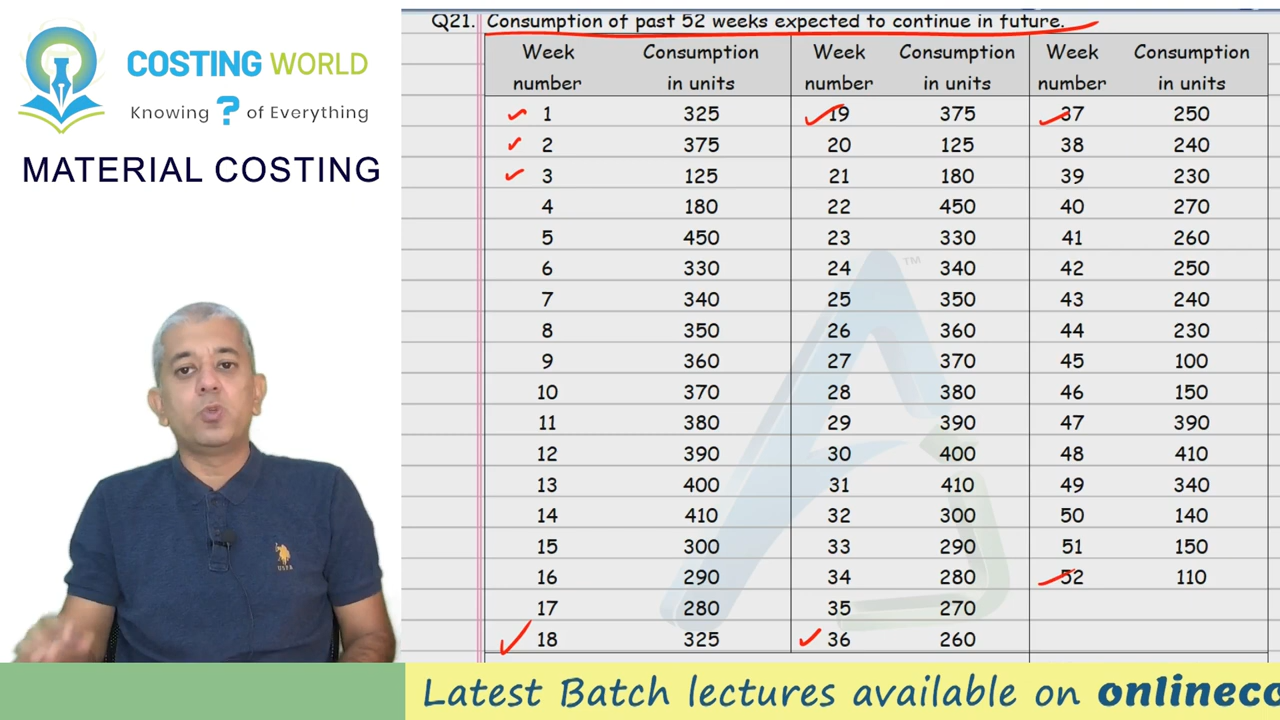 COSTING WORLD
Knowing ? of Everything
MATERIAL COSTING
Q21. Consumption of past 52 weeks expected to continue in future.
Week number Consumption in units Week number Consumption in units Week number Consumption in units
1 325 19 375 37 250
2 375 20 125 38 240
3 125 21 180 39 230
4 180 22 450 40 270
5 450 23 330 41 260
6 330 24 340 42 250
7 340 25 350 43 240
8 350 26 360 44 230
9 360 27 370 45 100
10 370 28 380 46 150
11 380 29 390 47 390
12 390 30 400 48 410
13 400 31 410 49 340
14 410 32 300 50 140
15 300 33 290 51 150
16 290 34 280 52 110
17 280 35 270
18 325 36 260
TM
USPA
Latest Batch lectures available on onlineco